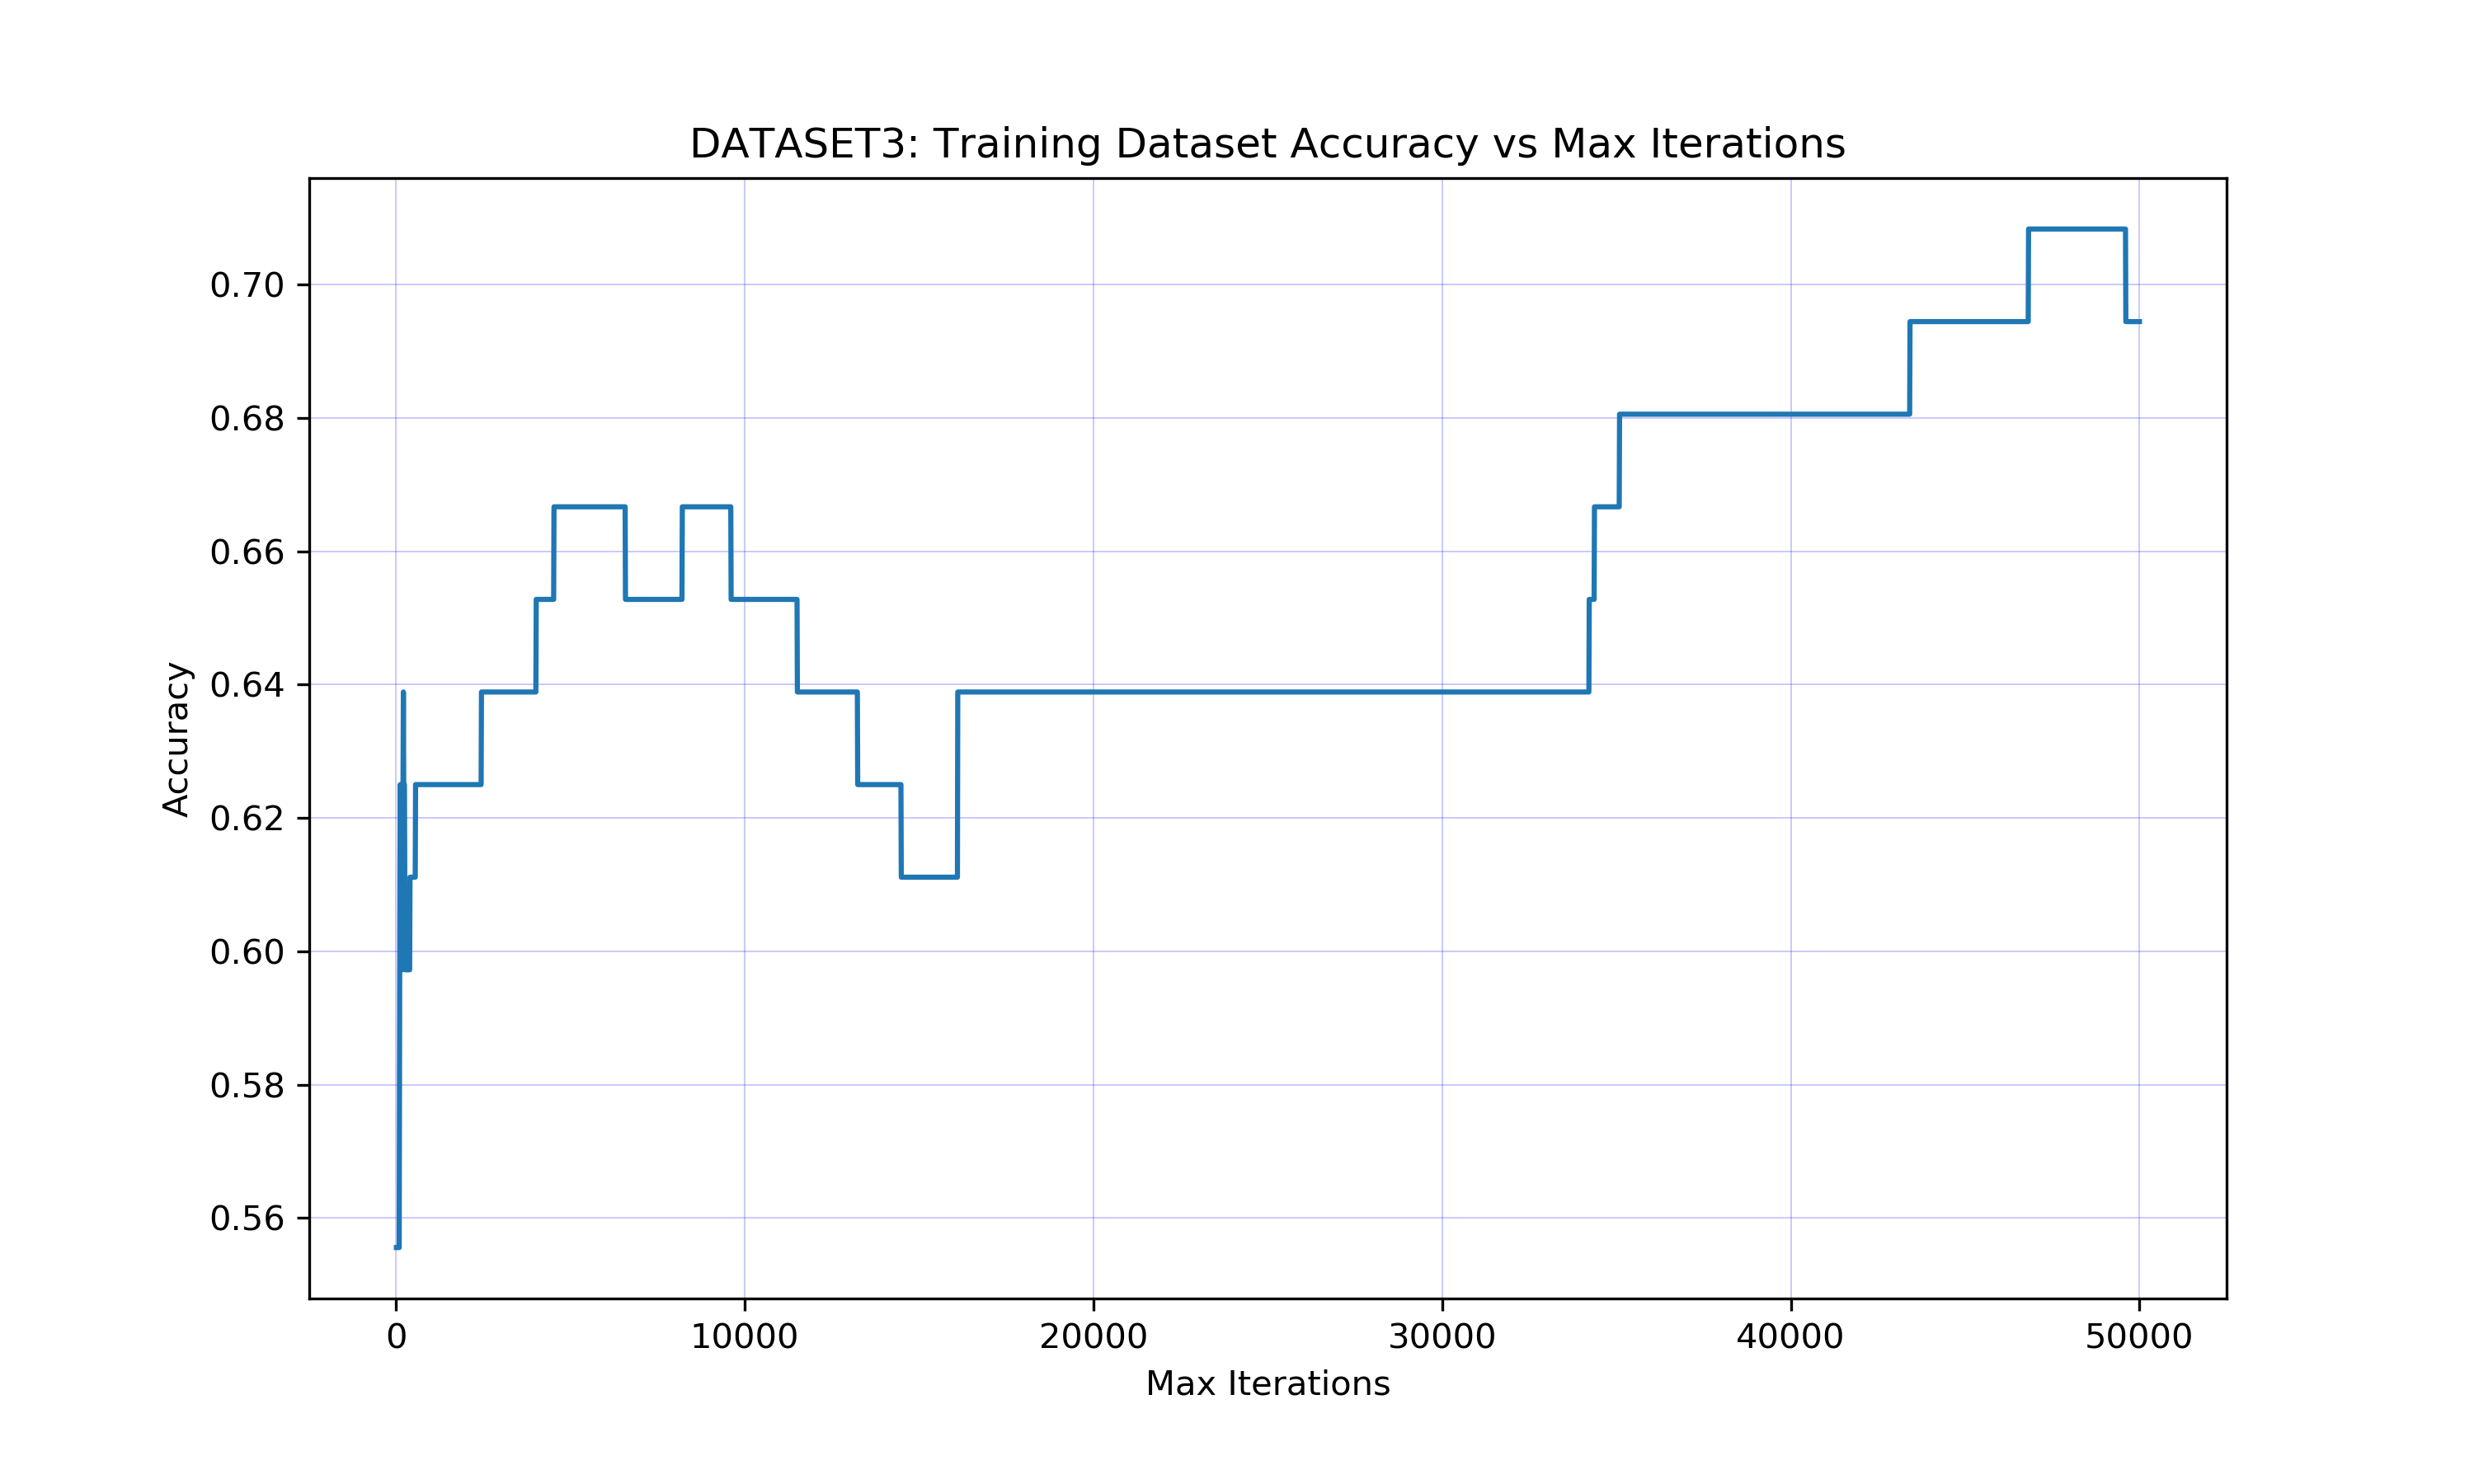 DATASET3: Training Dataset Accuracy vs Max Iterations
Accuracy
0.70
0.68
0.66
0.64
0.62
0.60
0.58
0.56
0 10000 20000 30000 40000 50000
Max Iterations